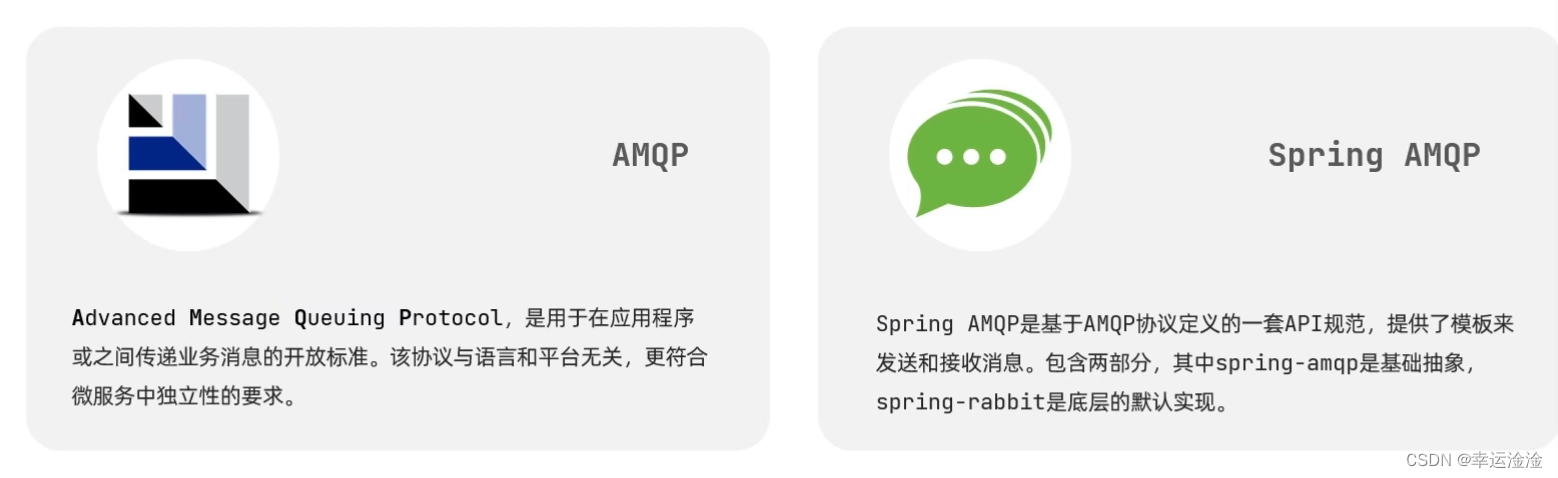 AMQP
Advanced Message Queuing Protocol，是用于在应用程序
或之间传递业务消息的开放标准。该协议与语言和平台无关，更符合
微服务中独立性的要求。
Spring AMQP
Spring AMQP是基于AMQP协议定义的一套API规范，提供了模板来
发送和接收消息。包含两部分，其中spring-amqp是基础抽象，
spring-rabbit是底层的默认实现。
CSDN @幸运淦淦